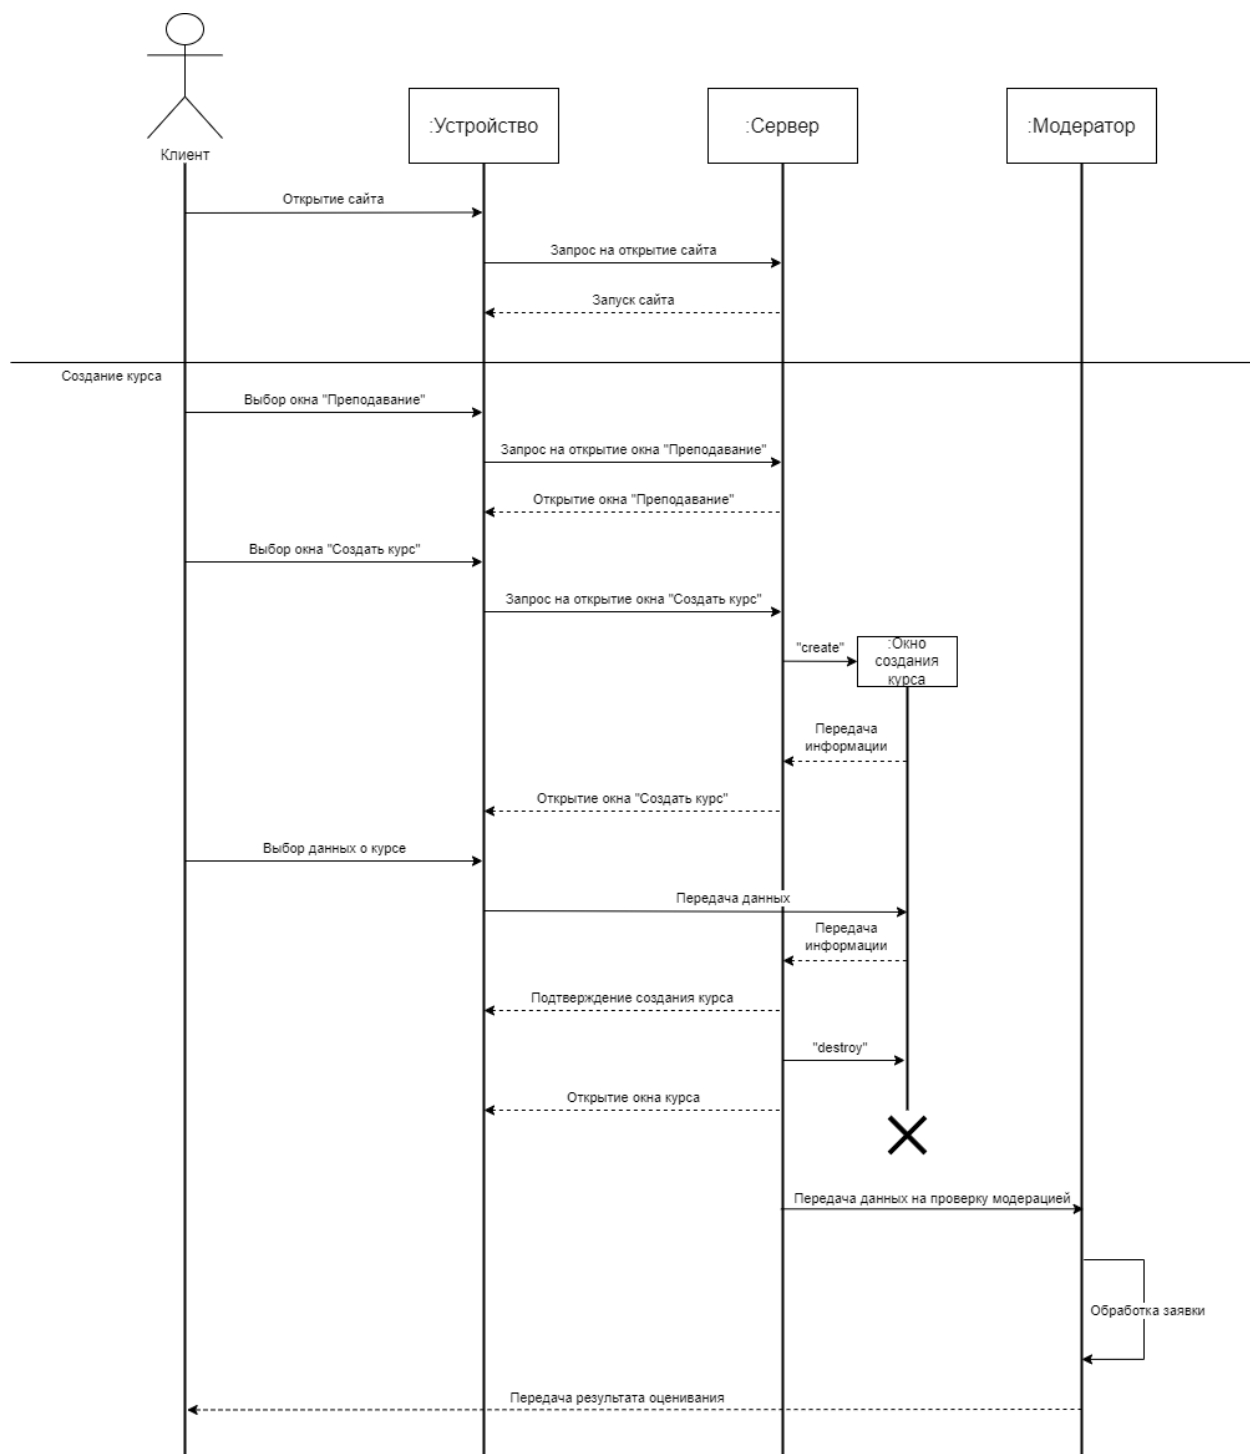 Клиент
:Устройство
:Сервер
:Модератор
Открытие сайта
Запрос на открытие сайта
Запуск сайта
Создание курса
Выбор окна "Преподавание"
Запрос на открытие окна "Преподавание"
Открытие окна "Преподавание"
Выбор окна "Создать курс"
Запрос на открытие окна "Создать курс"
"create"
:Окно
создания
курса
Передача
информации
Открытие окна "Создать курс"
Выбор данных о курсе
Передача данных
Передача
информации
Подтверждение создания курса
"destroy"
Открытие окна курса
Передача данных на проверку модерацией
Обработка заявки
Передача результата оценивания